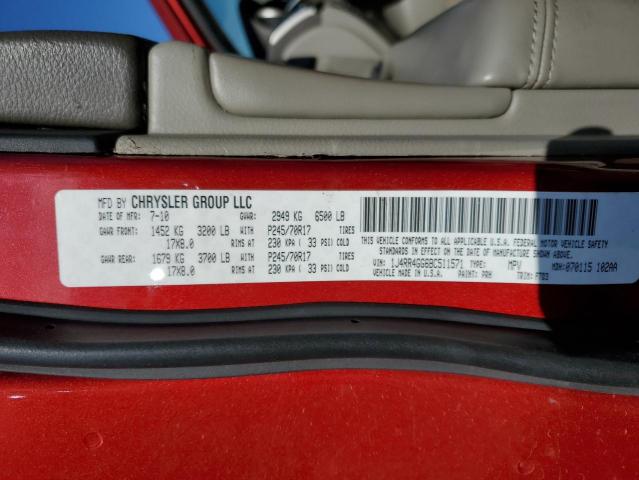 MFD BY CHRYSLER GROUP LLC
DATE OF MFR: 7-10 GVWR: 2949 KG 6500 LB
GAWR FRONT: 1452 KG 3200 LB P245/70R17 TIRES
WITH 17X8.0 RIMS AT 230 KPA ( 33 PSI) COLD
GAWR REAR: 1679 KG 3700 LB P245/70R17 TIRES
WITH 17X8.0 RIMS AT 230 KPA ( 33 PSI) COLD
THIS VEHICLE CONFORMS TO ALL APPLICABLE U.S.A. FEDERAL MOTOR VEHICLE SAFETY
STANDARDS IN EFFECT ON THE DATE OF MANUFACTURE SHOWN ABOVE.
VIN: 1J4RR4GG6BC511571 TYPE: MPV MDH: 070115 102AA
VEHICLE MADE IN U.S.A. PAINT: PRH TRIM: